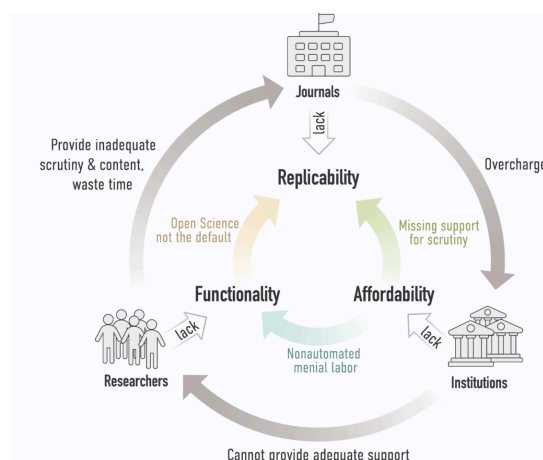 Journals
lack
Provide inadequate
scrutiny & content,
waste time
Overcharge
Replicability
Open Science
not the default
Missing support
for scrutiny
Functionality
Affordability
lack
lack
Nonautomated
menial labor
Researchers
Institutions
Cannot provide adequate support